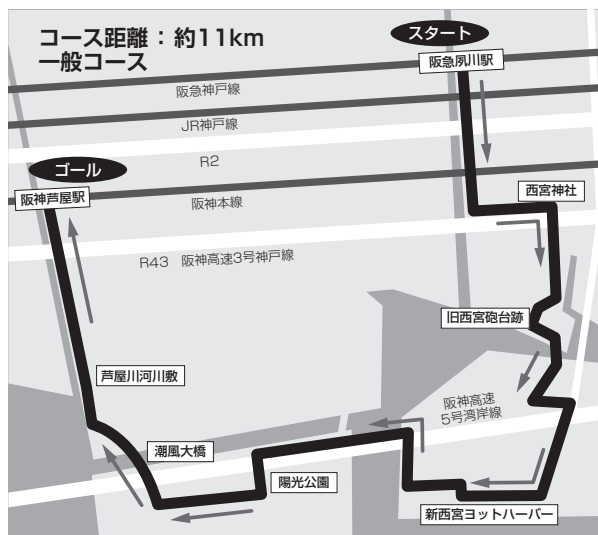 コース距離：約11km
一般コース
スタート
阪急夙川駅
阪急神戸線
JR神戸線
R2
ゴール
阪神芦屋駅
阪神本線
西宮神社
R43　阪神高速3号神戸線
旧西宮砲台跡
芦屋川河川敷
阪神高速
5号湾岸線
潮風大橋
陽光公園
新西宮ヨットハーバー